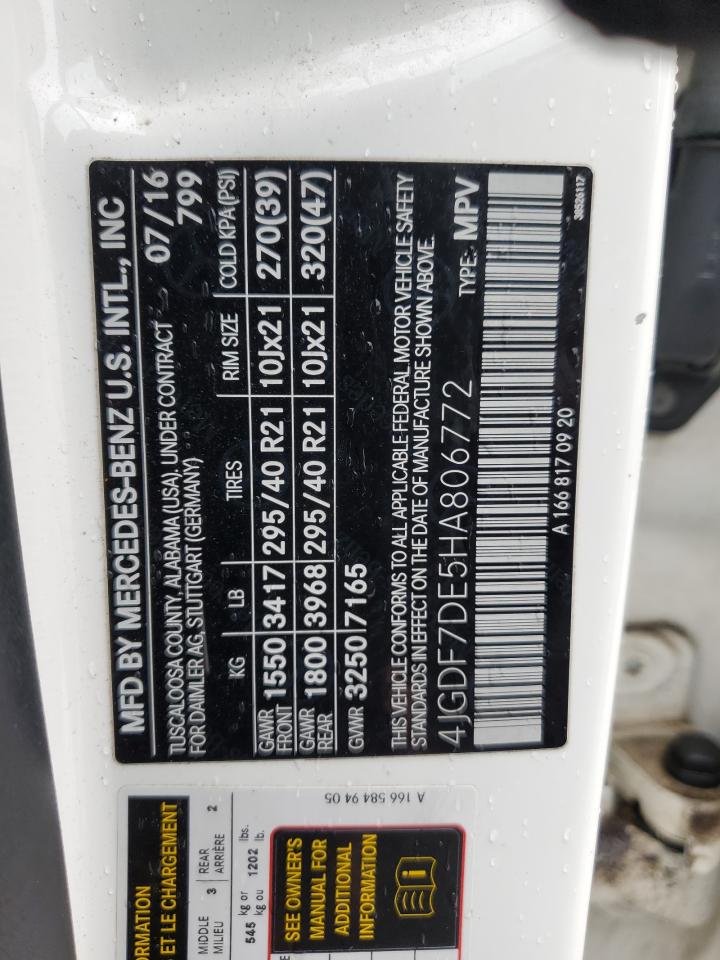 MFD BY MERCEDES-BENZ U.S. INTL., INC
TUSCALOOSA COUNTY, ALABAMA (USA). UNDER CONTRACT 07/16
FOR DAIMLER AG, STUTTGART (GERMANY) 799
KG LB TIRES RIM SIZE COLD KPA(PSI)
GAWR FRONT 1550 3417 295/40 R21 10Jx21 270(39)
GAWR REAR 1800 3968 295/40 R21 10Jx21 320(47)
GVWR 3250 7165
THIS VEHICLE CONFORMS TO ALL APPLICABLE FEDERAL MOTOR VEHICLE SAFETY
STANDARDS IN EFFECT ON THE DATE OF MANUFACTURE SHOWN ABOVE.
4JGDF7DE5HA806772 TYPE: MPV
A 166 817 09 20 30526117
ORMATION
ET LE CHARGEMENT
MIDDLE 3 REAR 2
MILIEU ARRIÈRE
545 kg or 1202 lbs.
kg ou lb.
SEE OWNER'S
MANUAL FOR
ADDITIONAL
INFORMATION
A 166 584 94 05